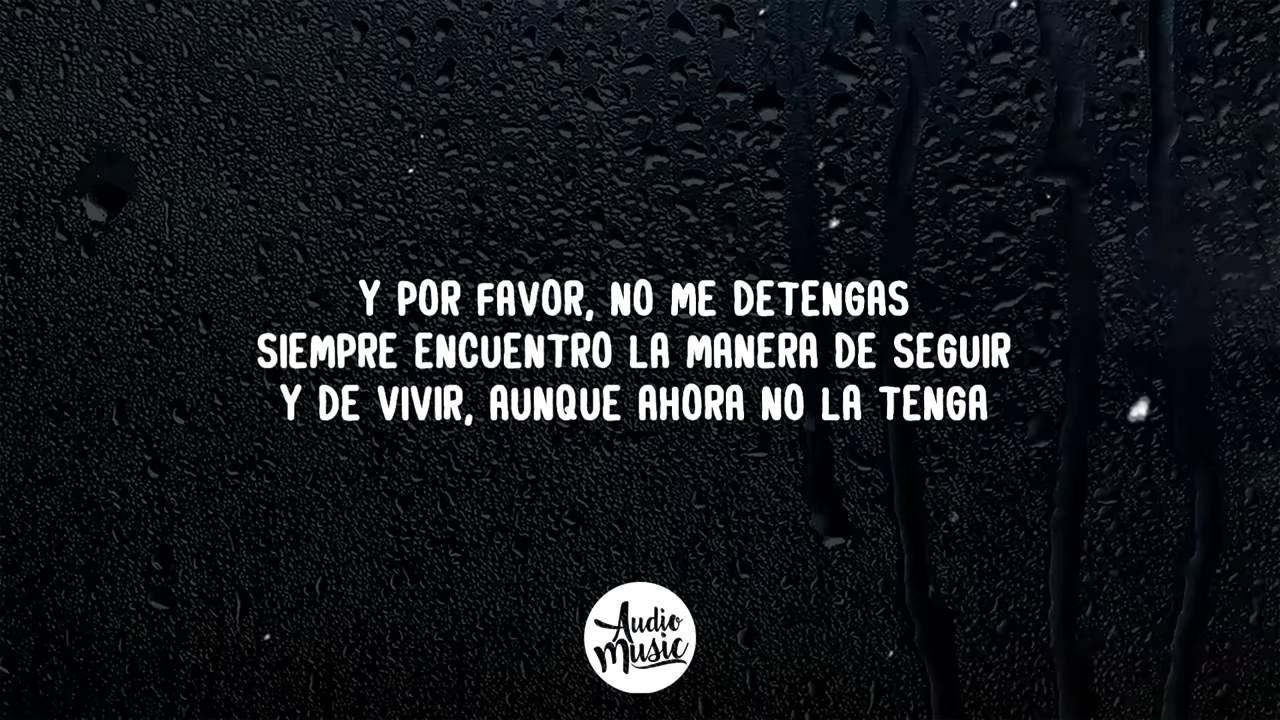 Y POR FAVOR, NO ME DETENGAS
SIEMPRE ENCUENTRO LA MANERA DE SEGUIR
Y DE VIVIR, AUNQUE AHORA NO LA TENGA
Audio
Music